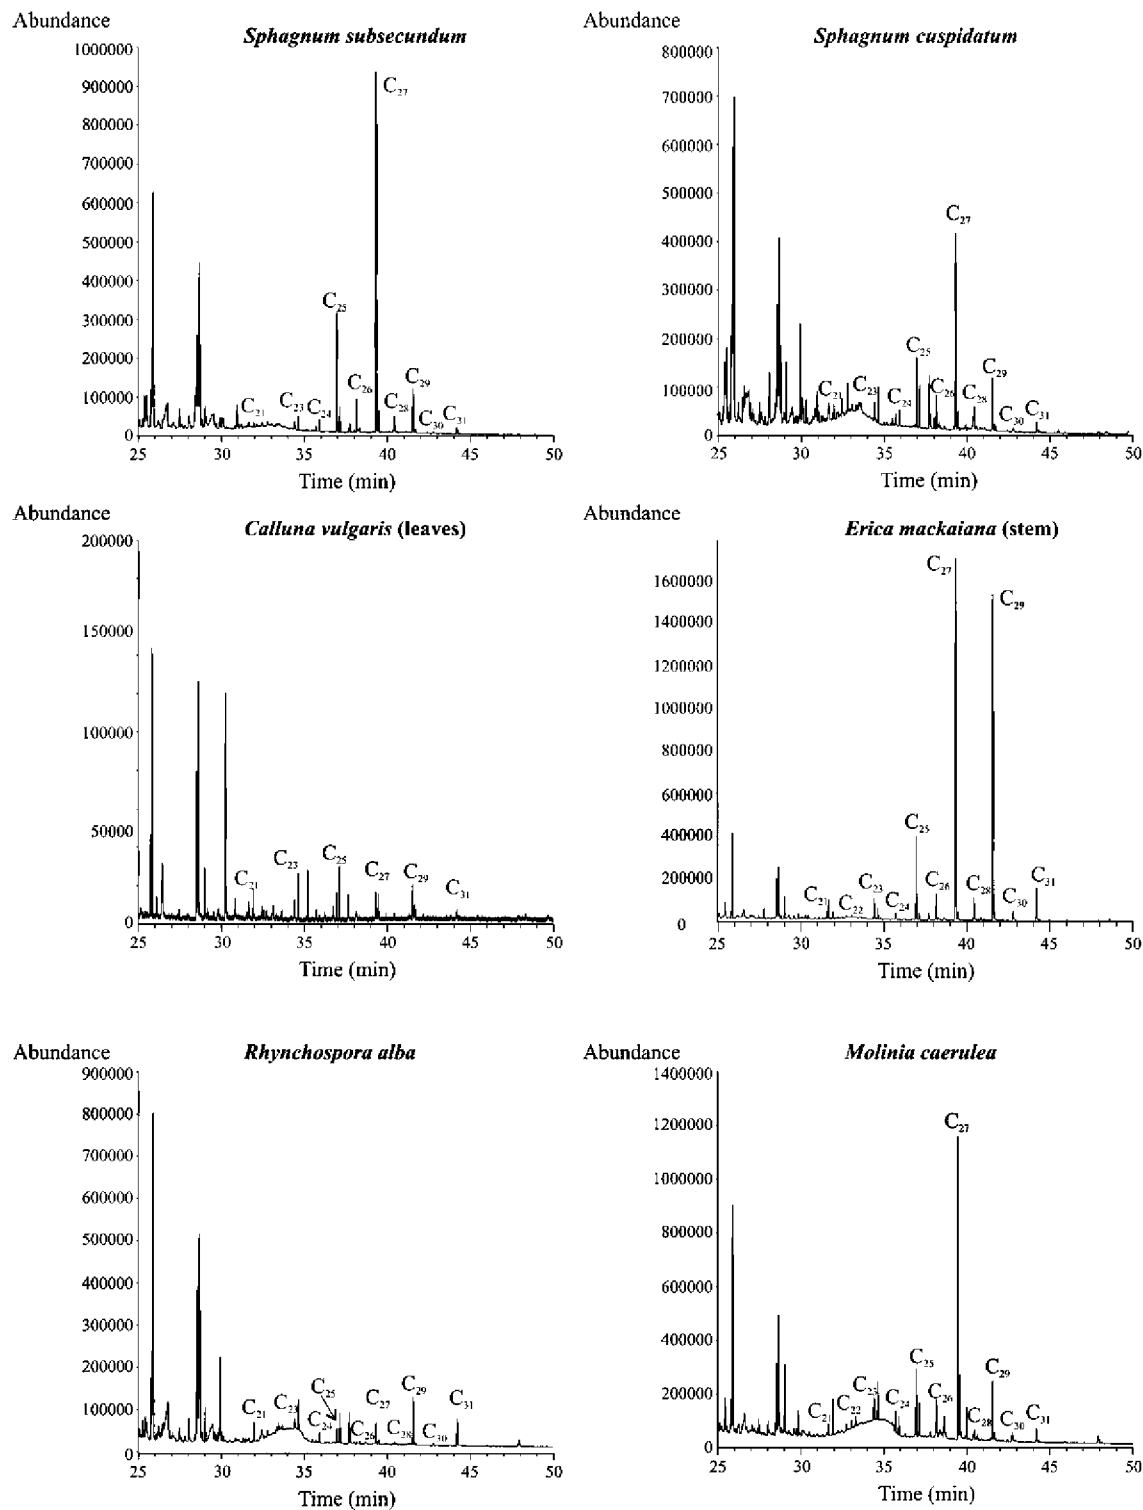 Abundance
Sphagnum subsecundum
1000000
900000
800000
700000
600000
500000
400000
300000
200000
100000
0
C27
C25
C21
C23
C24
C26
C28
C29
C30
C31
25 30 35 40 45 50
Time (min)
Abundance
Sphagnum cuspidatum
800000
700000
600000
500000
400000
300000
200000
100000
0
C27
C25
C21
C23
C24
C26
C28
C29
C30
C31
25 30 35 40 45 50
Time (min)
Abundance
Calluna vulgaris (leaves)
200000
150000
100000
50000
0
C21
C23
C25
C27
C29
C31
25 30 35 40 45 50
Time (min)
Abundance
Erica mackaiana (stem)
1600000
1400000
1200000
1000000
800000
600000
400000
200000
0
C27
C29
C25
C21
C22
C23
C24
C26
C28
C30
C31
25 30 35 40 45 50
Time (min)
Abundance
Rhynchospora alba
900000
800000
700000
600000
500000
400000
300000
200000
100000
0
C21
C23
C24
C25
C26
C27
C28
C29
C30
C31
25 30 35 40 45 50
Time (min)
Abundance
Molinia caerulea
1400000
1200000
1000000
800000
600000
400000
200000
0
C27
C25
C21
C22
C23
C24
C26
C28
C29
C30
C31
25 30 35 40 45 50
Time (min)